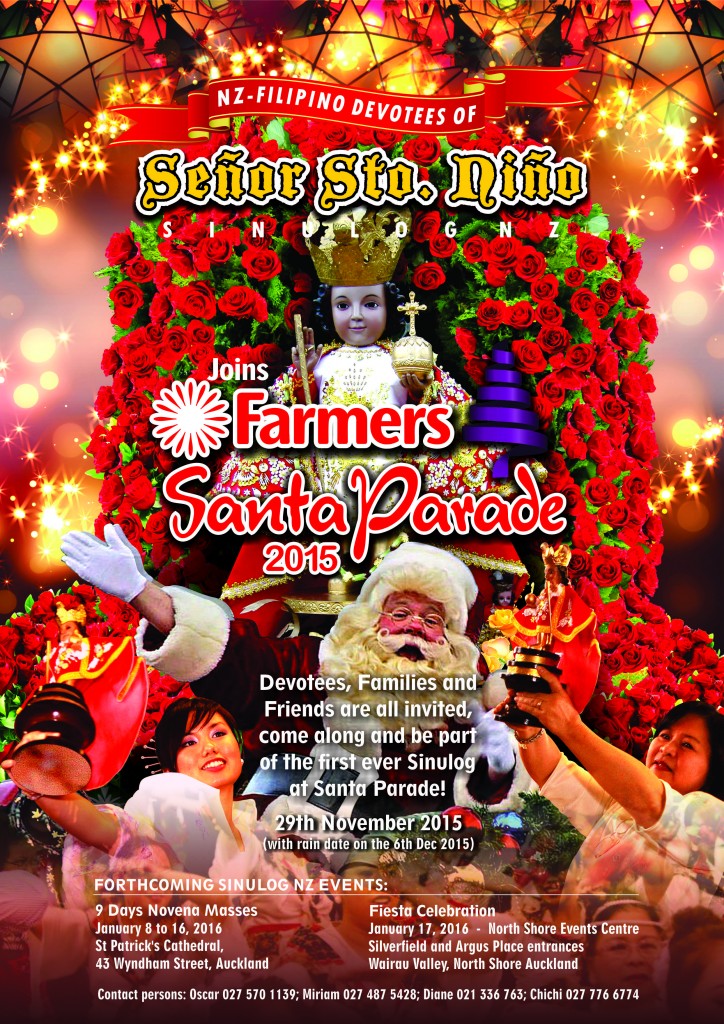 NZ-FILIPINO DEVOTEES OF
Señor Sto. Niño
SINULOGNZ
Joins
Farmers
Santa Parade
2015
Devotees, Families and
Friends are all invited,
come along and be part
of the first ever Sinulog
at Santa Parade!
29th November 2015
(with rain date on the 6th Dec 2015)
FORTHCOMING SINULOG NZ EVENTS:
9 Days Novena Masses
January 8 to 16, 2016
St Patrick's Cathedral,
43 Wyndham Street, Auckland
Fiesta Celebration
January 17, 2016 - North Shore Events Centre
Silverfield and Argus Place entrances
Wairau Valley, North Shore Auckland
Contact persons: Oscar 027 570 1139; Miriam 027 487 5428; Diane 021 336 763; Chichi 027 776 6774